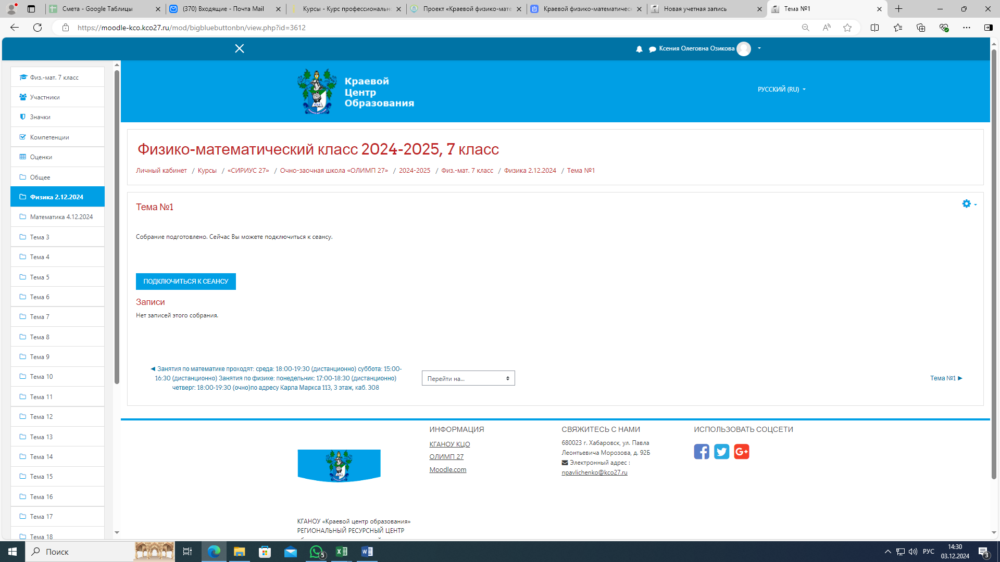 Смета - Google Таблицы
(370) Входящие - Почта Mail
Курсы - Курс профессиональн
Проект «Краевой физико-мате
Краевой физико-математичес
Новая учетная запись
Тема №1
https://moodle-kco.kco27.ru/mod/bigbluebuttonbn/view.php?id=3612
Ксения Олеговна Озикова
Краевой
Центр
Образования
РУССКИЙ (RU)
Физ.-мат. 7 класс
Участники
Значки
Компетенции
Оценки
Общее
Физика 2.12.2024
Математика 4.12.2024
Тема 3
Тема 4
Тема 5
Тема 6
Тема 7
Тема 8
Тема 9
Тема 10
Тема 11
Тема 12
Тема 13
Тема 14
Тема 15
Тема 16
Тема 17
Тема 18
Физико-математический класс 2024-2025, 7 класс
Личный кабинет / Курсы / «СИРИУС 27» / Очно-заочная школа «ОЛИМП 27» / 2024-2025 / Физ.-мат. 7 класс / Физика 2.12.2024 / Тема №1
Тема №1
Собрание подготовлено. Сейчас Вы можете подключиться к сеансу.
ПОДКЛЮЧИТЬСЯ К СЕАНСУ
Записи
Нет записей этого собрания.
◄ Занятия по математике проходят: среда: 18:00-19:30 (дистанционно) суббота: 15:00-
16:30 (дистанционно) Занятия по физике: понедельник: 17:00-18:30 (дистанционно)
четверг: 18:00-19:30 (очно)по адресу Карла Маркса 113, 3 этаж, каб. 308
Перейти на...
Тема №1 ►
ИНФОРМАЦИЯ
КГАНОУ КЦО
ОЛИМП 27
Moodle.com
СВЯЖИТЕСЬ С НАМИ
680023 г. Хабаровск, ул. Павла
Леонтьевича Морозова, д. 92Б
Электронный адрес :
npavlichenko@kco27.ru
ИСПОЛЬЗОВАТЬ СОЦСЕТИ
КГАНОУ «Краевой центр образования»
РЕГИОНАЛЬНЫЙ РЕСУРСНЫЙ ЦЕНТР
Поиск
5
РУС
14:30
03.12.2024
3